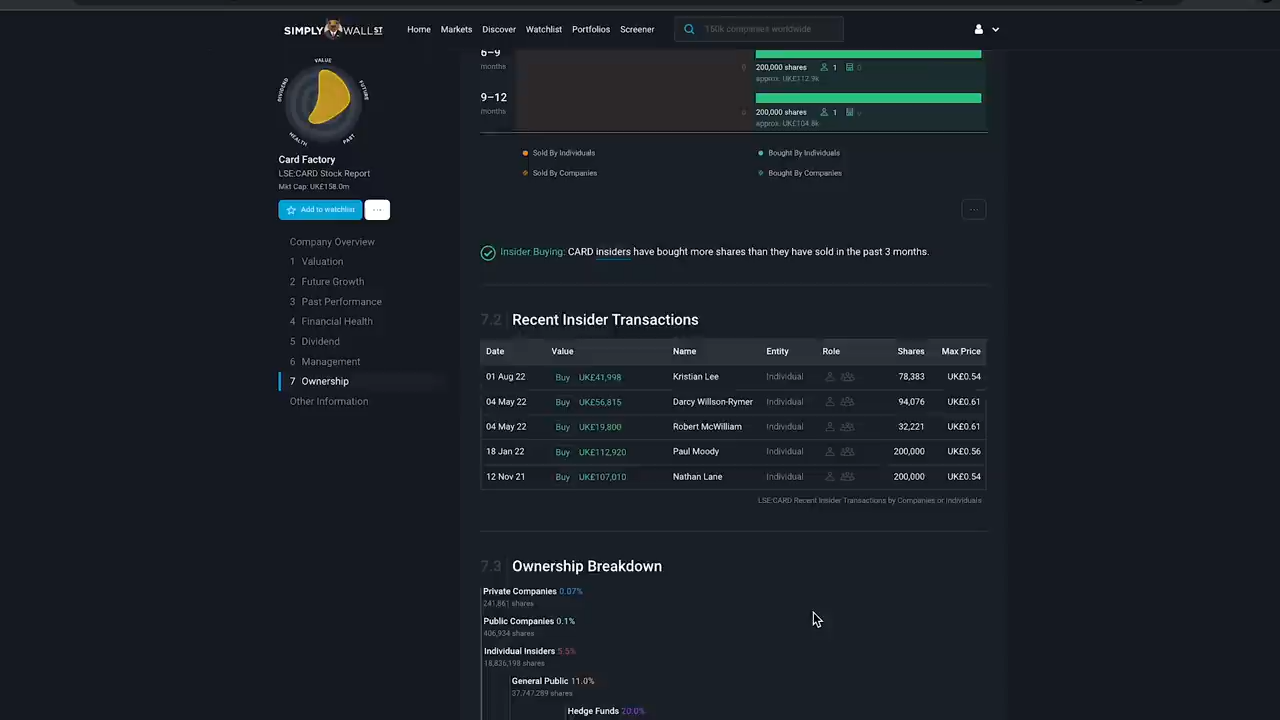 SIMPLY WALL ST
Home Markets Discover Watchlist Portfolios Screener
150k companies worldwide
VALUE
FUTURE
PAST
HEALTH
DIVIDEND
Card Factory
LSE:CARD Stock Report
Mkt Cap: UK£158.0m
Add to watchlist ...
Company Overview
1 Valuation
2 Future Growth
3 Past Performance
4 Financial Health
5 Dividend
6 Management
7 Ownership
Other Information
6–9
months
0
200,000 shares 1 0
approx. UK£112.9k
9–12
months
0
200,000 shares 1
approx. UK£104.8k
Sold By Individuals
Bought By Individuals
Sold By Companies
Bought By Companies
...
Insider Buying: CARD insiders have bought more shares than they have sold in the past 3 months.
7.2 Recent Insider Transactions
Date Value Name Entity Role Shares Max Price
01 Aug 22 Buy UK£41,998 Kristian Lee Individual 78,383 UK£0.54
04 May 22 Buy UK£56,815 Darcy Willson-Rymer Individual 94,076 UK£0.61
04 May 22 Buy UK£19,800 Robert McWilliam Individual 32,221 UK£0.61
18 Jan 22 Buy UK£112,920 Paul Moody Individual 200,000 UK£0.56
12 Nov 21 Buy UK£107,010 Nathan Lane Individual 200,000 UK£0.54
LSE:CARD Recent Insider Transactions by Companies or Individuals
7.3 Ownership Breakdown
Private Companies 0.07%
241,861 shares
Public Companies 0.1%
406,934 shares
Individual Insiders 5.5%
18,836,198 shares
General Public 11.0%
37,747,289 shares
Hedge Funds 20.0%